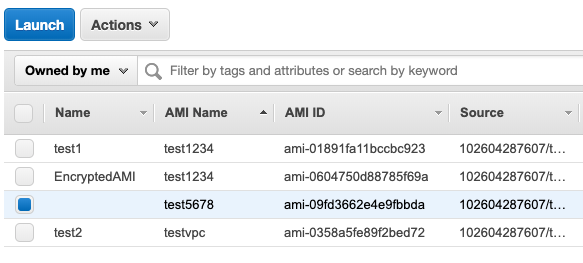 Launch Actions
Owned by me Filter by tags and attributes or search by keyword
Name AMI Name AMI ID Source
test1 test1234 ami-01891fa11bccbc923 102604287607/t...
EncryptedAMI test1234 ami-0604750d88785f69a 102604287607/t...
test5678 ami-09fd3662e4e9fbbda 102604287607/t...
test2 testvpc ami-0358a5fe89f2bed72 102604287607/t...